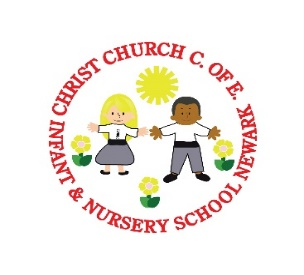 CHRIST CHURCH C. OF E.
INFANT & NURSERY SCHOOL NEWARK